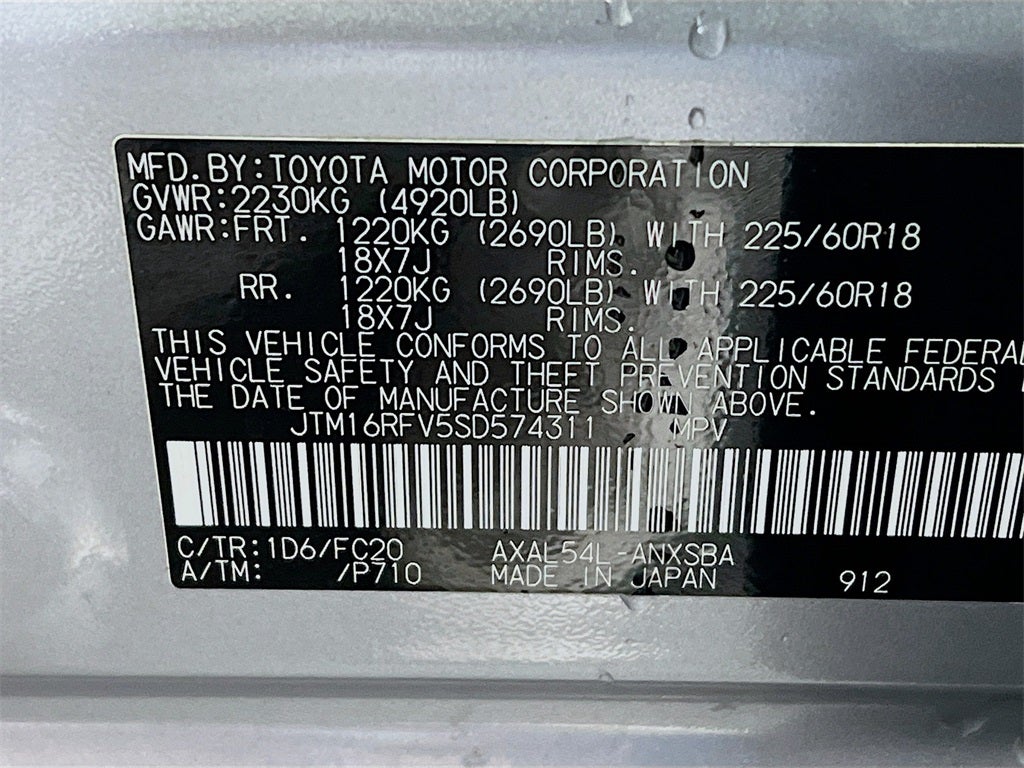 MFD. BY: TOYOTA MOTOR CORPORATION
GVWR: 2230KG (4920LB)
GAWR: FRT. 1220KG (2690LB) WITH 225/60R18
18X7J RIMS.
RR. 1220KG (2690LB) WITH 225/60R18
18X7J RIMS.
THIS VEHICLE CONFORMS TO ALL APPLICABLE FEDERAL
VEHICLE SAFETY AND THEFT PREVENTION STANDARDS
THE DATE OF MANUFACTURE SHOWN ABOVE.
JTM16RFV5SD574311 MPV
C/TR: 1D6/FC20 AXAL54L-ANXSBA
A/TM: /P710 MADE IN JAPAN 912